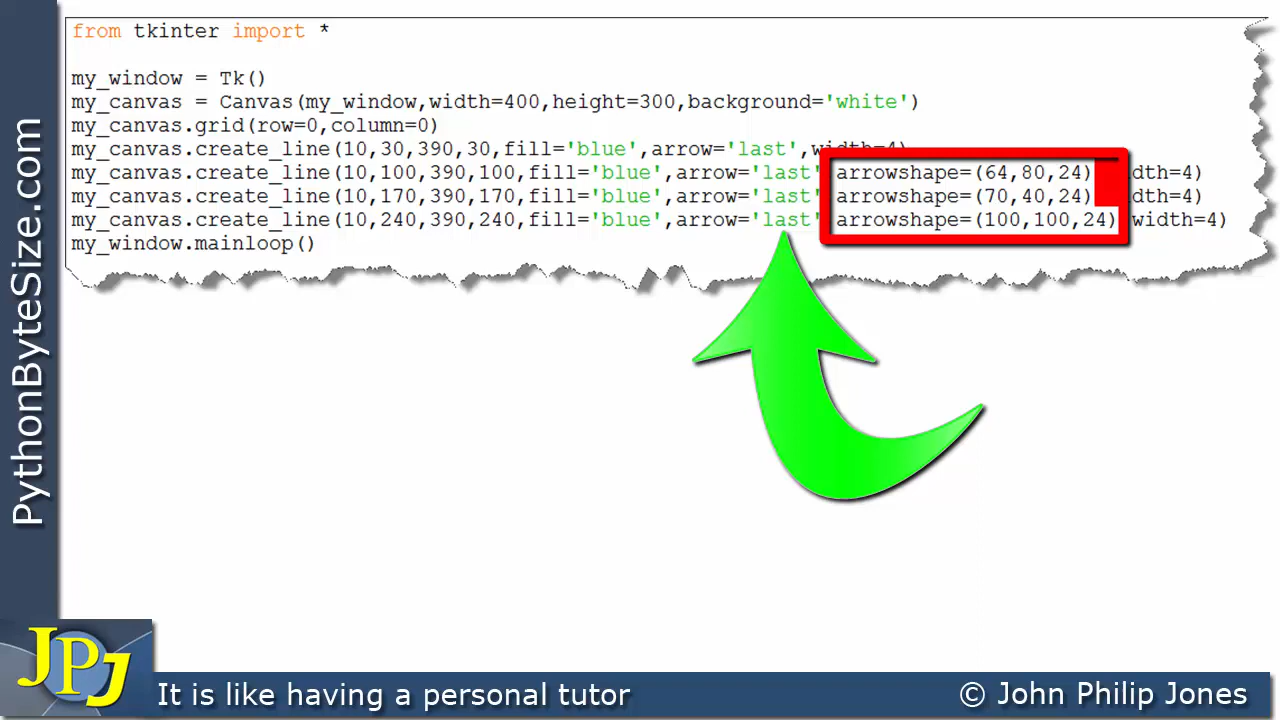 from tkinter import *
my_window = Tk()
my_canvas = Canvas(my_window,width=400,height=300,background='white')
my_canvas.grid(row=0,column=0)
my_canvas.create_line(10,30,390,30,fill='blue',arrow='last',width=4)
my_canvas.create_line(10,100,390,100,fill='blue',arrow='last' arrowshape=(64,80,24) idth=4)
my_canvas.create_line(10,170,390,170,fill='blue',arrow='last' arrowshape=(70,40,24) idth=4)
my_canvas.create_line(10,240,390,240,fill='blue',arrow='last' arrowshape=(100,100,24) width=4)
my_window.mainloop()
PythonByteSize.com
JPJ
It is like having a personal tutor
© John Philip Jones